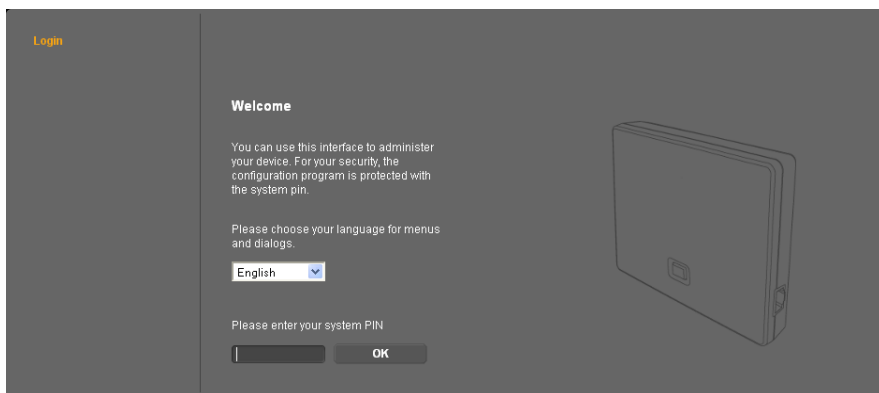 Login
Welcome
You can use this interface to administer
your device. For your security, the
configuration program is protected with
the system pin.
Please choose your language for menus
and dialogs.
English
Please enter your system PIN
OK